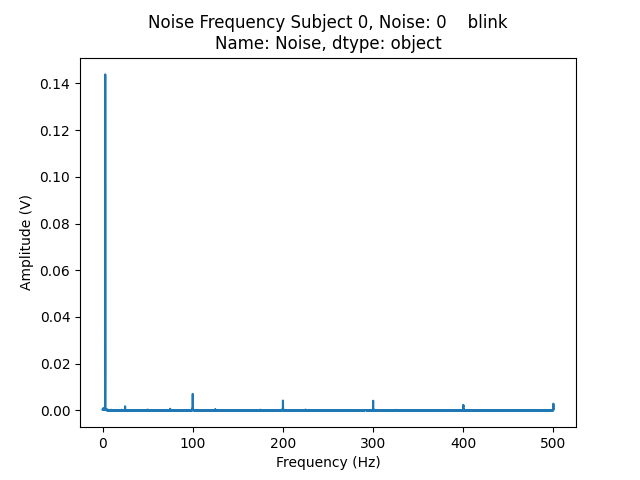 Noise Frequency Subject 0, Noise: 0    blink
Name: Noise, dtype: object
0.14
0.12
0.10
0.08
0.06
0.04
0.02
0.00
Amplitude (V)
0 100 200 300 400 500
Frequency (Hz)